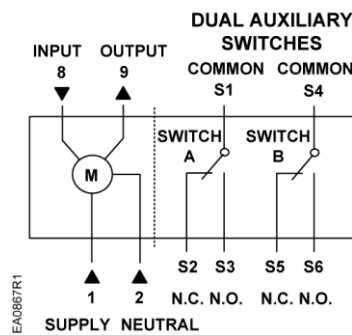 DUAL AUXILIARY
SWITCHES
INPUT OUTPUT
8 9
COMMON COMMON
S1 S4
SWITCH
A
SWITCH
B
M
S2 S3 S5 S6
N.C. N.O. N.C. N.O.
1 2
SUPPLY NEUTRAL
EA0867R1